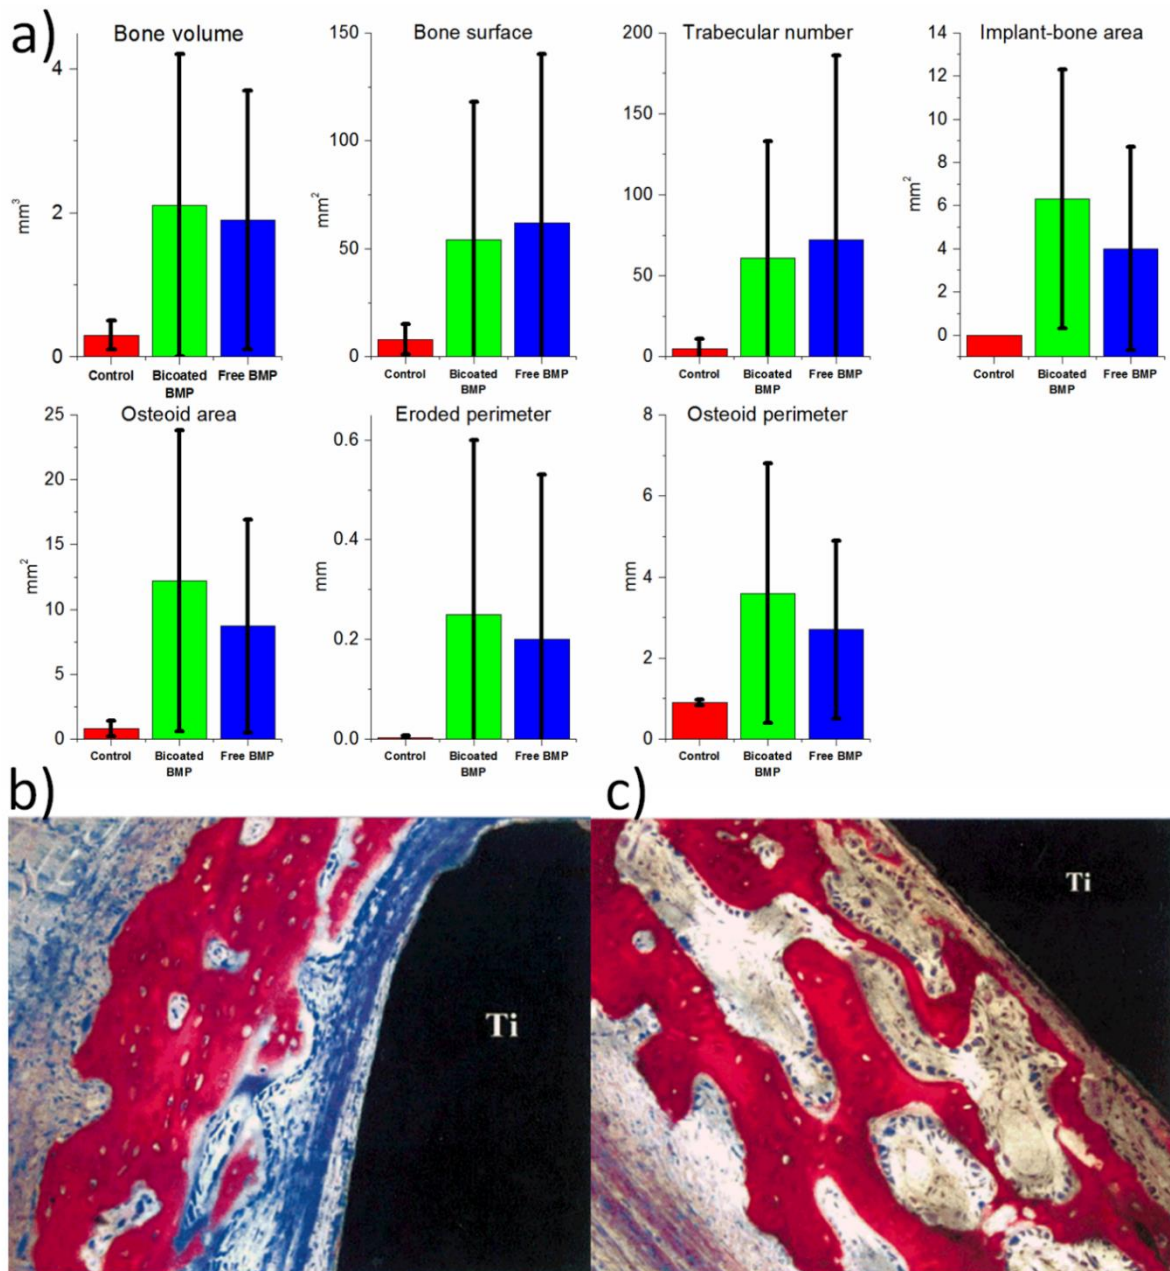 a)
Bone volume
4
2
0
mm³
Control
Bicoated
BMP
Free BMP
Bone surface
150
100
50
0
mm²
Control
Bicoated
BMP
Free BMP
Trabecular number
200
150
100
50
0
Control
Bicoated
BMP
Free BMP
Implant-bone area
14
12
10
8
6
4
2
0
mm²
Control
Bicoated
BMP
Free BMP
Osteoid area
25
20
15
10
5
0
mm²
Control
Bicoated
BMP
Free BMP
Eroded perimeter
0.6
0.4
0.2
0.0
mm
Control
Bicoated
BMP
Free BMP
Osteoid perimeter
8
6
4
2
0
mm
Control
Bicoated
BMP
Free BMP
b)
Ti
c)
Ti